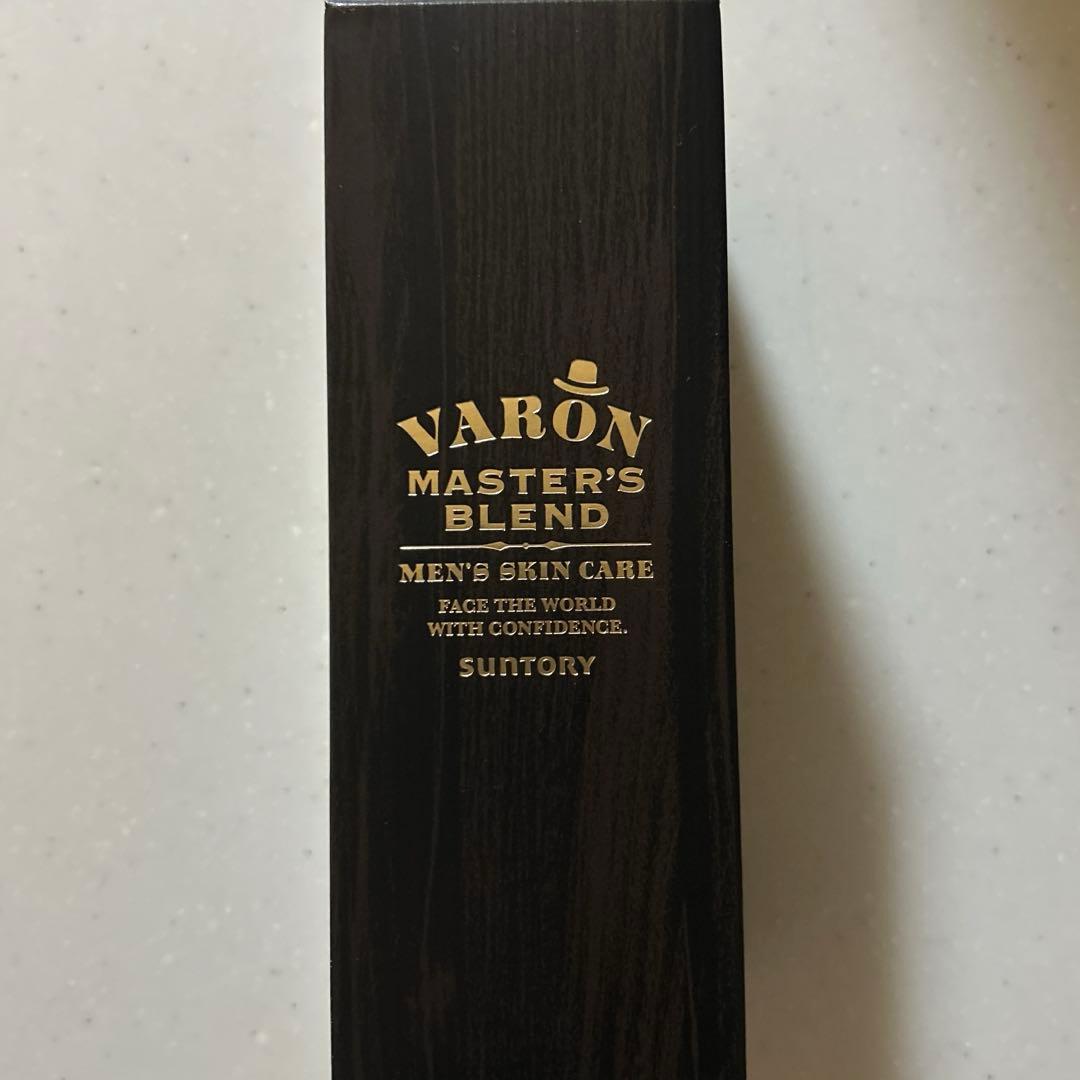 VARON
MASTER'S
BLEND
MEN'S SKIN CARE
FACE THE WORLD
WITH CONFIDENCE.
SUNTORY